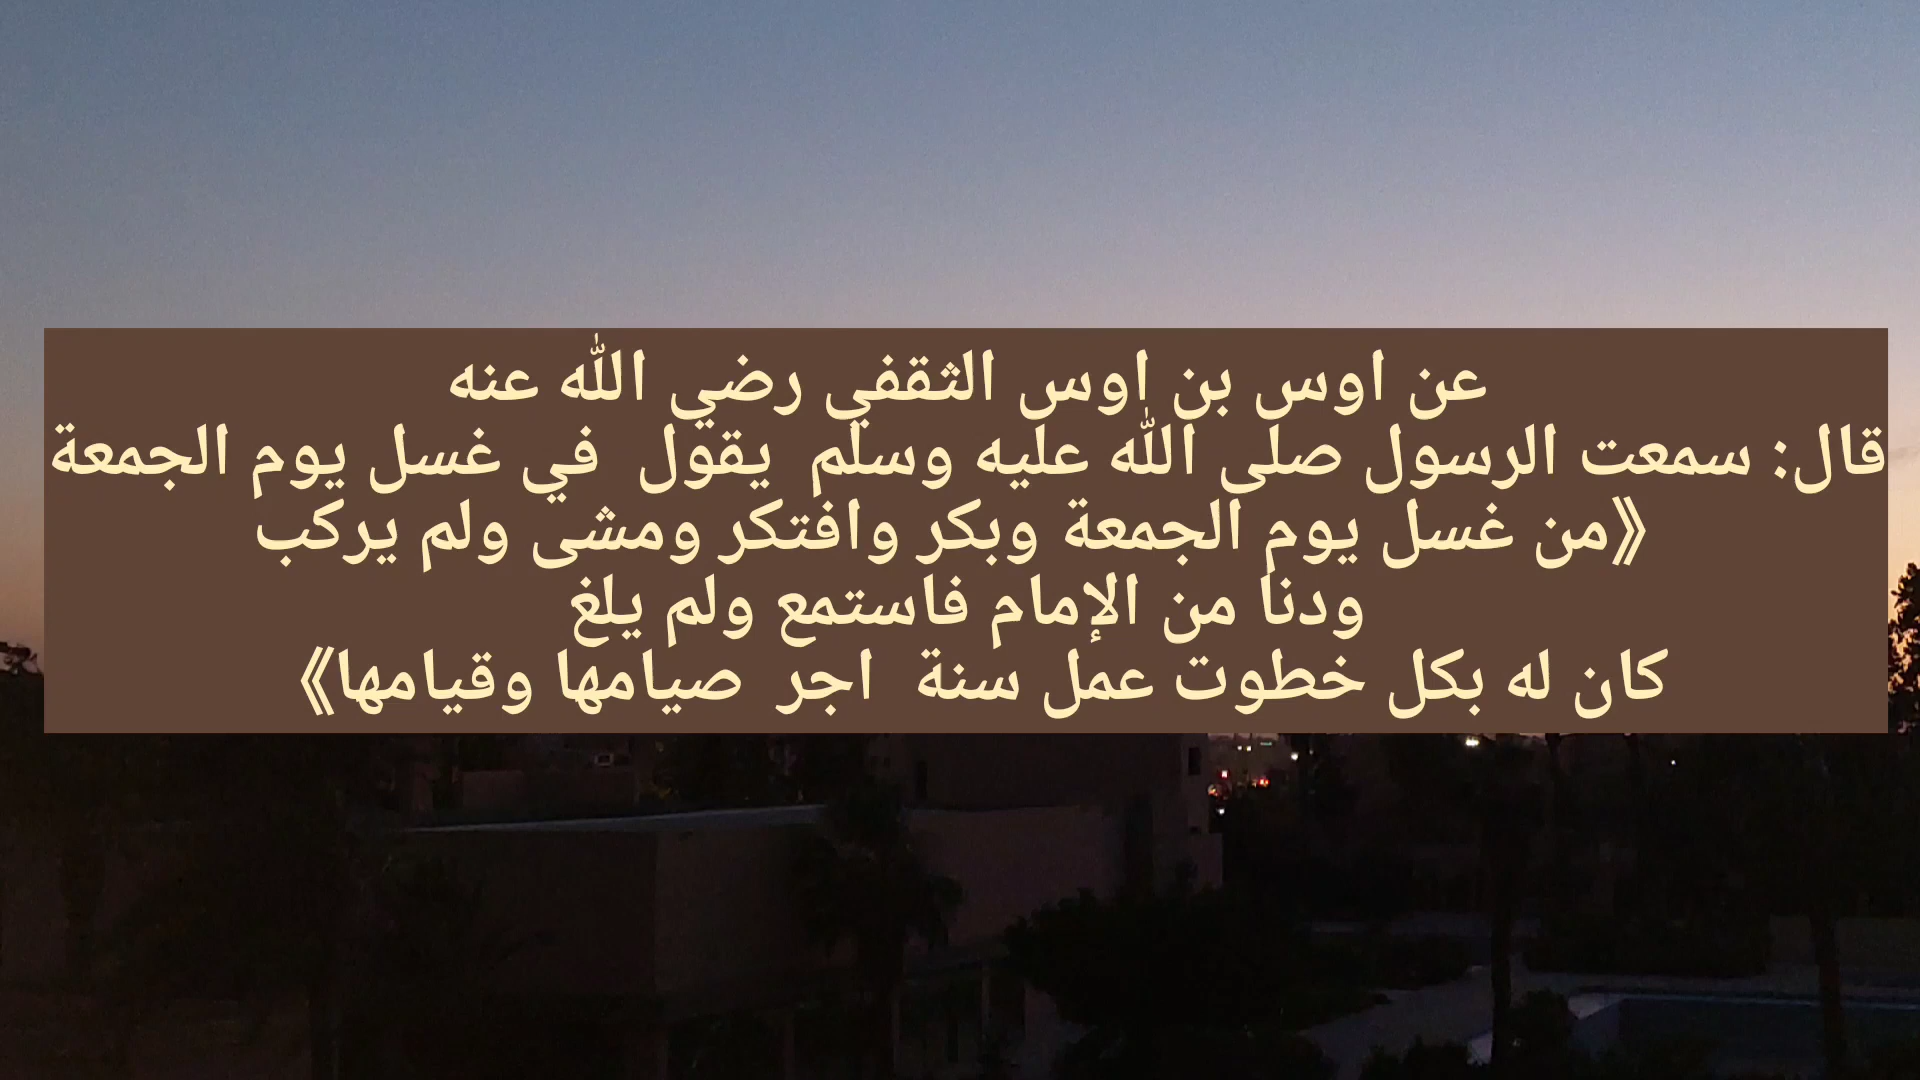 عن اوس بن اوس الثقفي رضي الله عنه
قال: سمعت الرسول صلى الله عليه وسلم يقول في غسل يوم الجمعة
《من غسل يوم الجمعة وبكر وافتكر ومشى ولم يركب
ودنا من الإمام فاستمع ولم يلغ
كان له بكل خطوت عمل سنة اجر صيامها وقيامها》